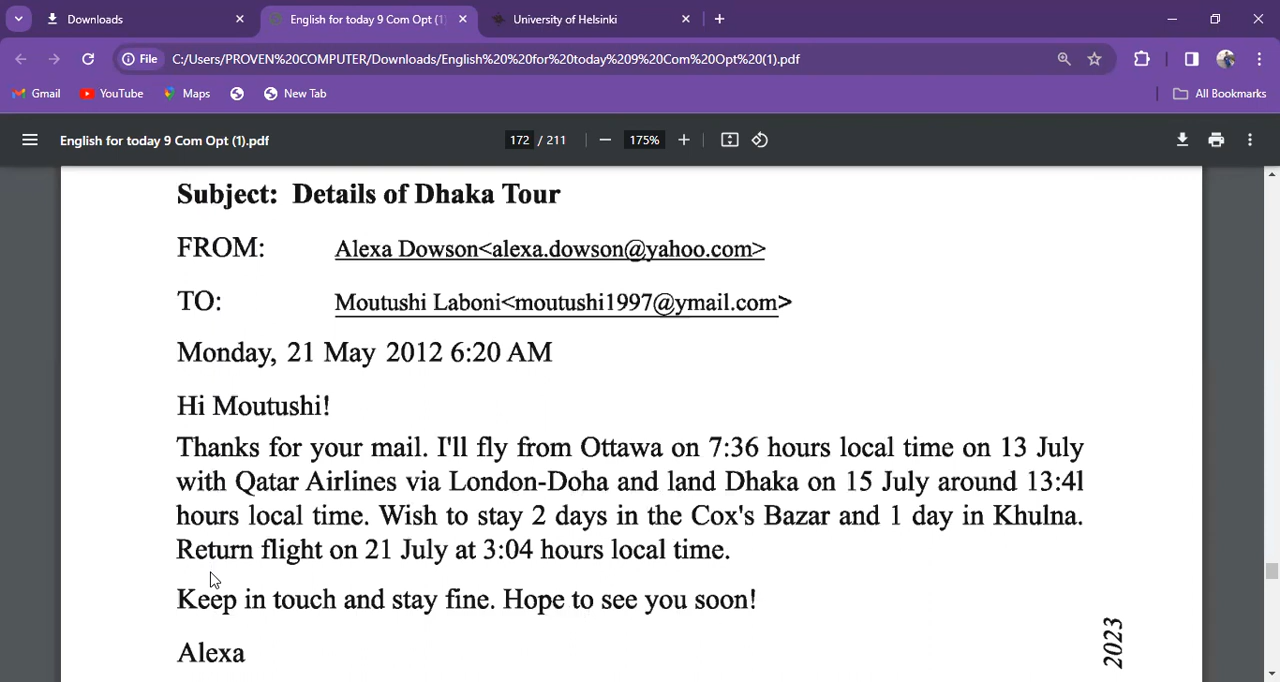 Downloads
English for today 9 Com Opt (1)
University of Helsinki
File
C:/Users/PROVEN%20COMPUTER/Downloads/English%20%20for%20today%209%20Com%20Opt%20(1).pdf
Gmail
YouTube
Maps
New Tab
All Bookmarks
English for today 9 Com Opt (1).pdf
172 / 211
175%
Subject: Details of Dhaka Tour
FROM: Alexa Dowson<alexa.dowson@yahoo.com>
TO: Moutushi Laboni<moutushi1997@ymail.com>
Monday, 21 May 2012 6:20 AM
Hi Moutushi!
Thanks for your mail. I'll fly from Ottawa on 7:36 hours local time on 13 July
with Qatar Airlines via London-Doha and land Dhaka on 15 July around 13:4l
hours local time. Wish to stay 2 days in the Cox's Bazar and 1 day in Khulna.
Return flight on 21 July at 3:04 hours local time.
Keep in touch and stay fine. Hope to see you soon!
Alexa
2023